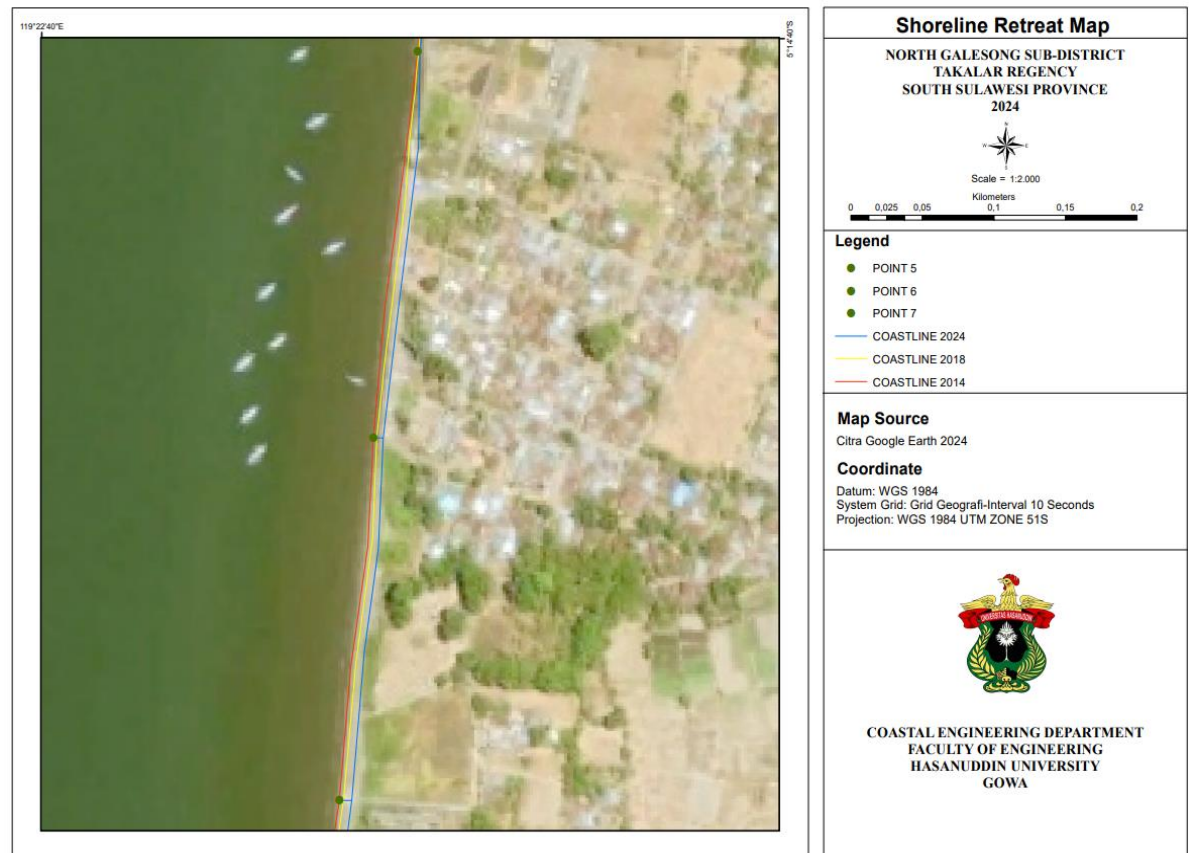 119°22'40"E
5°14'40"S
Shoreline Retreat Map
NORTH GALESONG SUB-DISTRICT
TAKALAR REGENCY
SOUTH SULAWESI PROVINCE
2024
N
W
E
S
Scale = 1:2.000
Kilometers
0 0,025 0,05 0,1 0,15 0,2
Legend
POINT 5
POINT 6
POINT 7
COASTLINE 2024
COASTLINE 2018
COASTLINE 2014
Map Source
Citra Google Earth 2024
Coordinate
Datum: WGS 1984
System Grid: Grid Geografi-Interval 10 Seconds
Projection: WGS 1984 UTM ZONE 51S
UNIVERSITAS HASANUDDIN
COASTAL ENGINEERING DEPARTMENT
FACULTY OF ENGINEERING
HASANUDDIN UNIVERSITY
GOWA